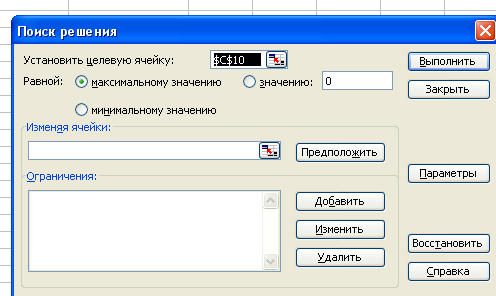 Поиск решения
Установить целевую ячейку: $C$10 Выполнить
Равной: максимальному значению значению: 0 Закрыть
минимальному значению
Изменяя ячейки:
Предположить
Ограничения: Параметры
Добавить
Изменить
Удалить Восстановить
Справка